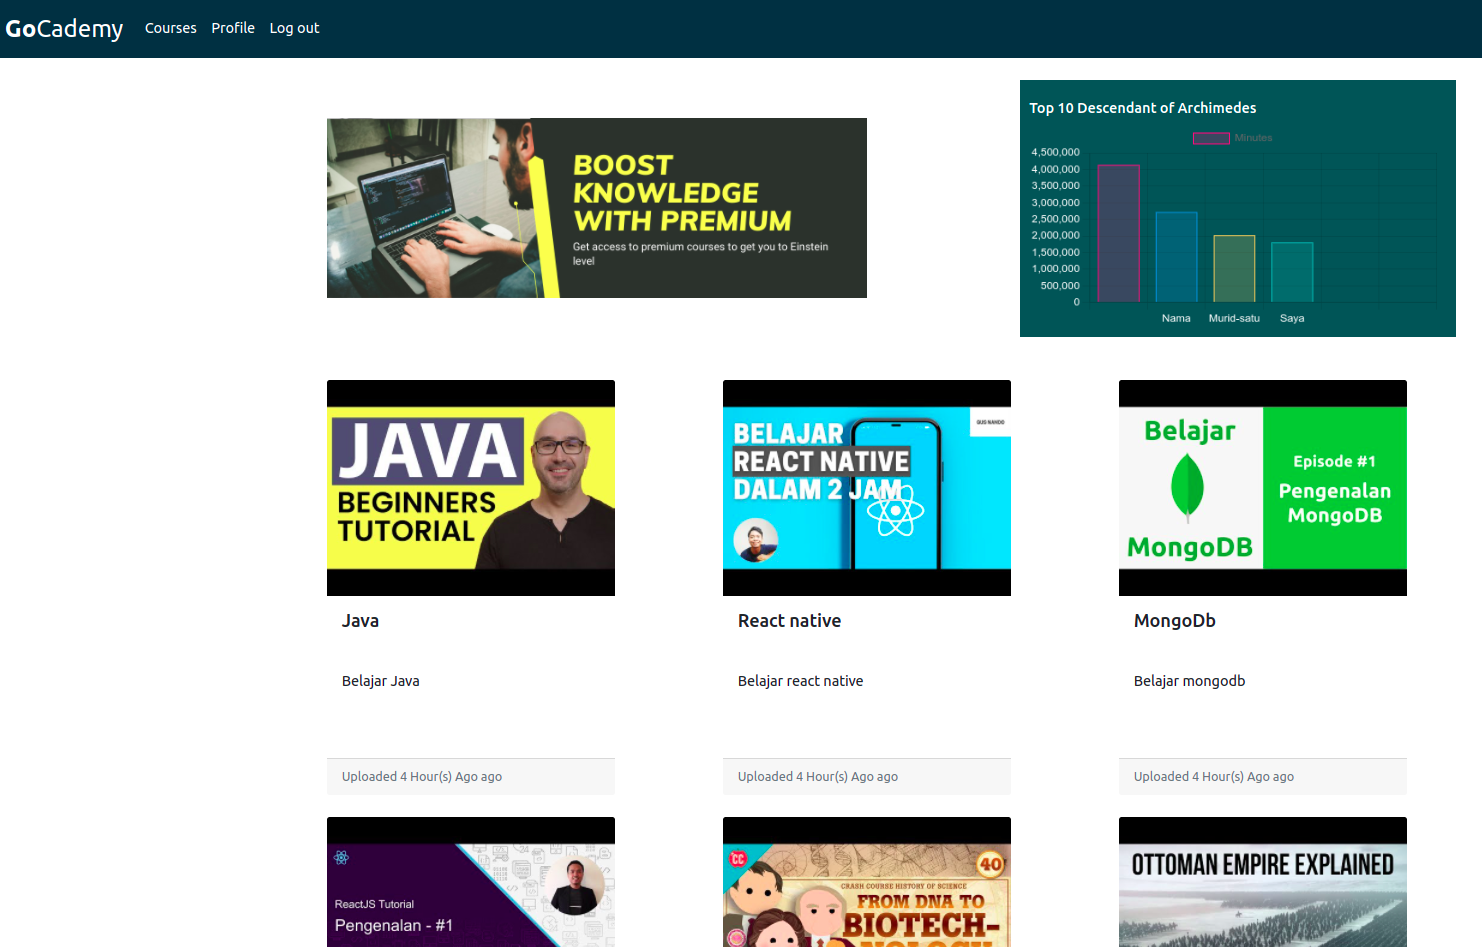 GoCademy Courses Profile Log out
BOOST
KNOWLEDGE
WITH PREMIUM
Get access to premium courses to get you to Einstein
level
Top 10 Descendant of Archimedes
Minutes
4,500,000
4,000,000
3,500,000
3,000,000
2,500,000
2,000,000
1,500,000
1,000,000
500,000
0
Nama Murid-satu Saya
JAVA
BEGINNERS
TUTORIAL
Java
Belajar Java
Uploaded 4 Hour(s) Ago ago
GUS NANDO
BELAJAR
REACT NATIVE
DALAM 2 JAM
React native
Belajar react native
Uploaded 4 Hour(s) Ago ago
Belajar
MongoDB
Episode #1
Pengenalan
MongoDB
MongoDb
Belajar mongodb
Uploaded 4 Hour(s) Ago ago
ReactJS Tutorial
Pengenalan - #1
CC
40
CRASH COURSE HISTORY OF SCIENCE
FROM DNA TO
BIOTECH-
NOLOGY
OTTOMAN EMPIRE EXPLAINED